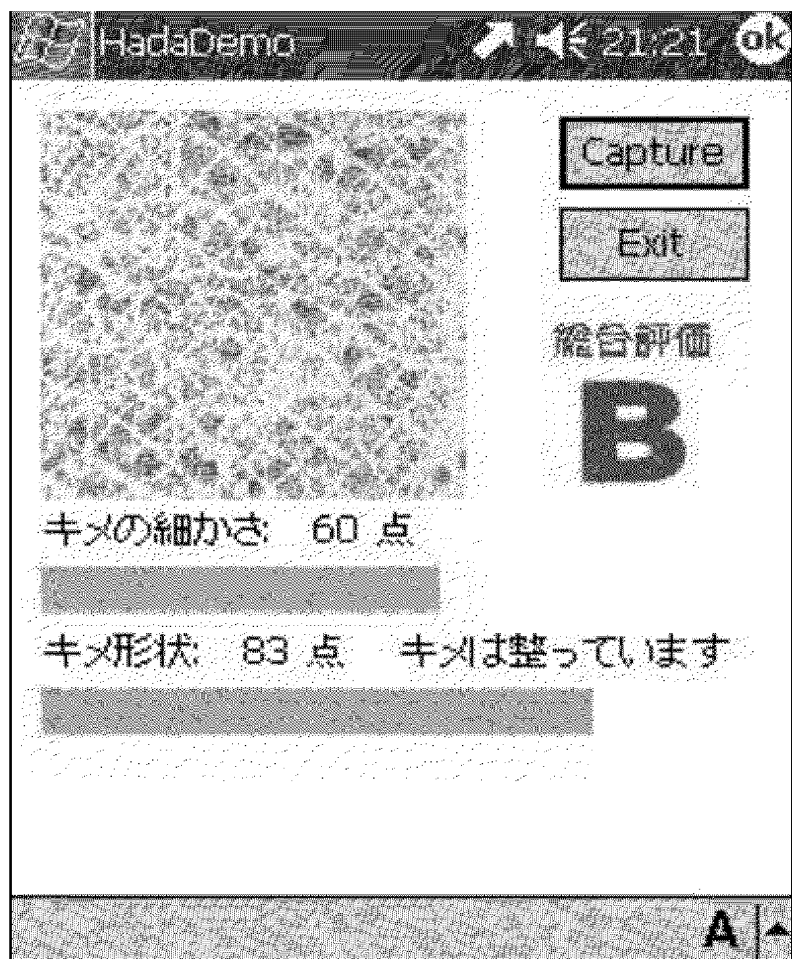 HadaDemo 21:21 ok
Capture
Exit
総合評価
B
キメの細かさ: 60 点
キメ形状: 83 点 キメは整っています
A